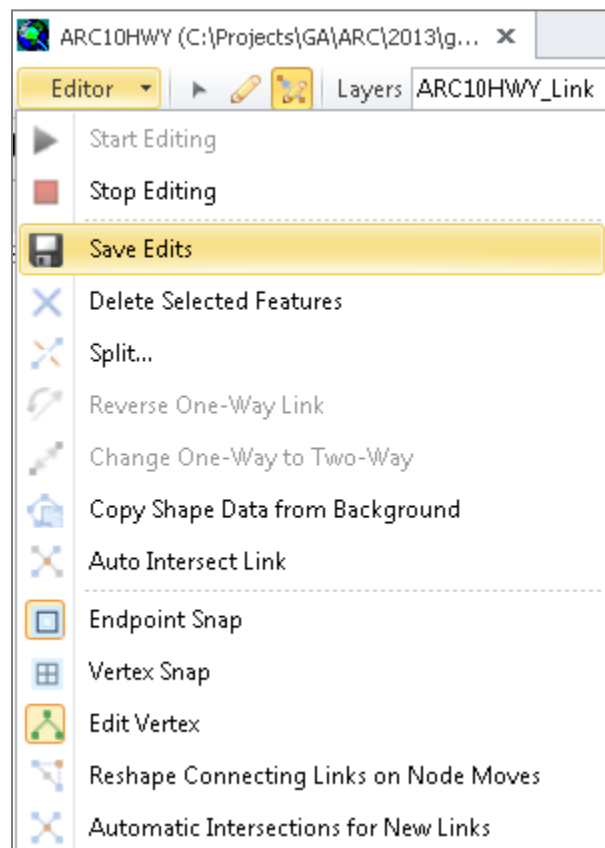 ARC10HWY (C:\Projects\GA\ARC\2013\g...
Editor Layers ARC10HWY_Link
Start Editing
Stop Editing
Save Edits
Delete Selected Features
Split...
Reverse One-Way Link
Change One-Way to Two-Way
Copy Shape Data from Background
Auto Intersect Link
Endpoint Snap
Vertex Snap
Edit Vertex
Reshape Connecting Links on Node Moves
Automatic Intersections for New Links